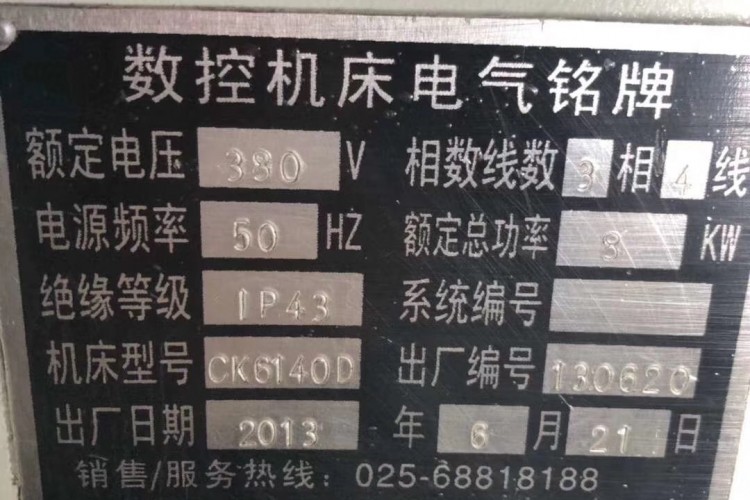 数控机床电气铭牌
额定电压 380 V 相数线数 3 相 4 线
电源频率 50 HZ 额定总功率 8 KW
绝缘等级 IP43 系统编号
机床型号 CK6140D 出厂编号 130620
出厂日期 2013 年 6 月 21 日
销售/服务热线：025-68818188